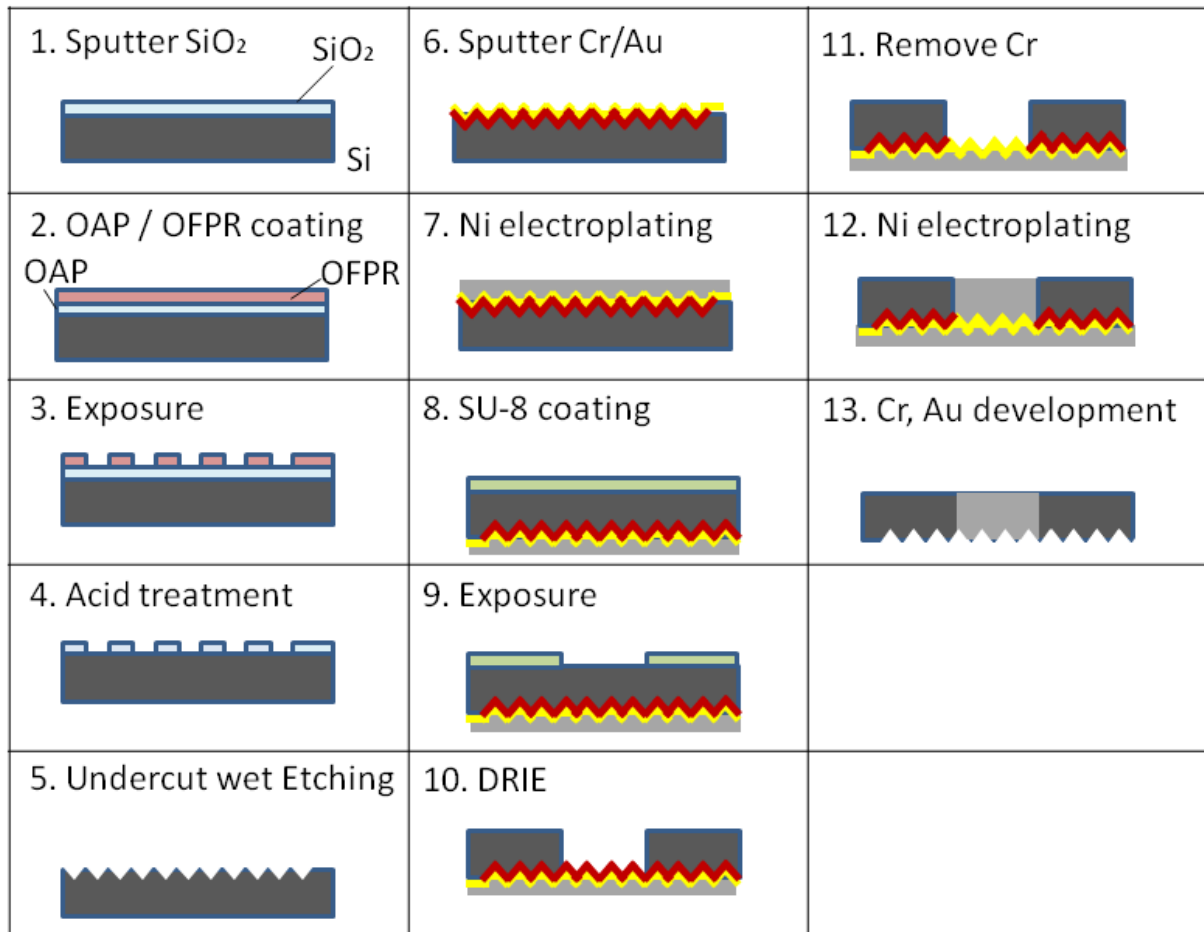 1. Sputter SiO₂
SiO₂
Si
2. OAP / OFPR coating
OAP
OFPR
3. Exposure
4. Acid treatment
5. Undercut wet Etching
6. Sputter Cr/Au
7. Ni electroplating
8. SU-8 coating
9. Exposure
10. DRIE
11. Remove Cr
12. Ni electroplating
13. Cr, Au development